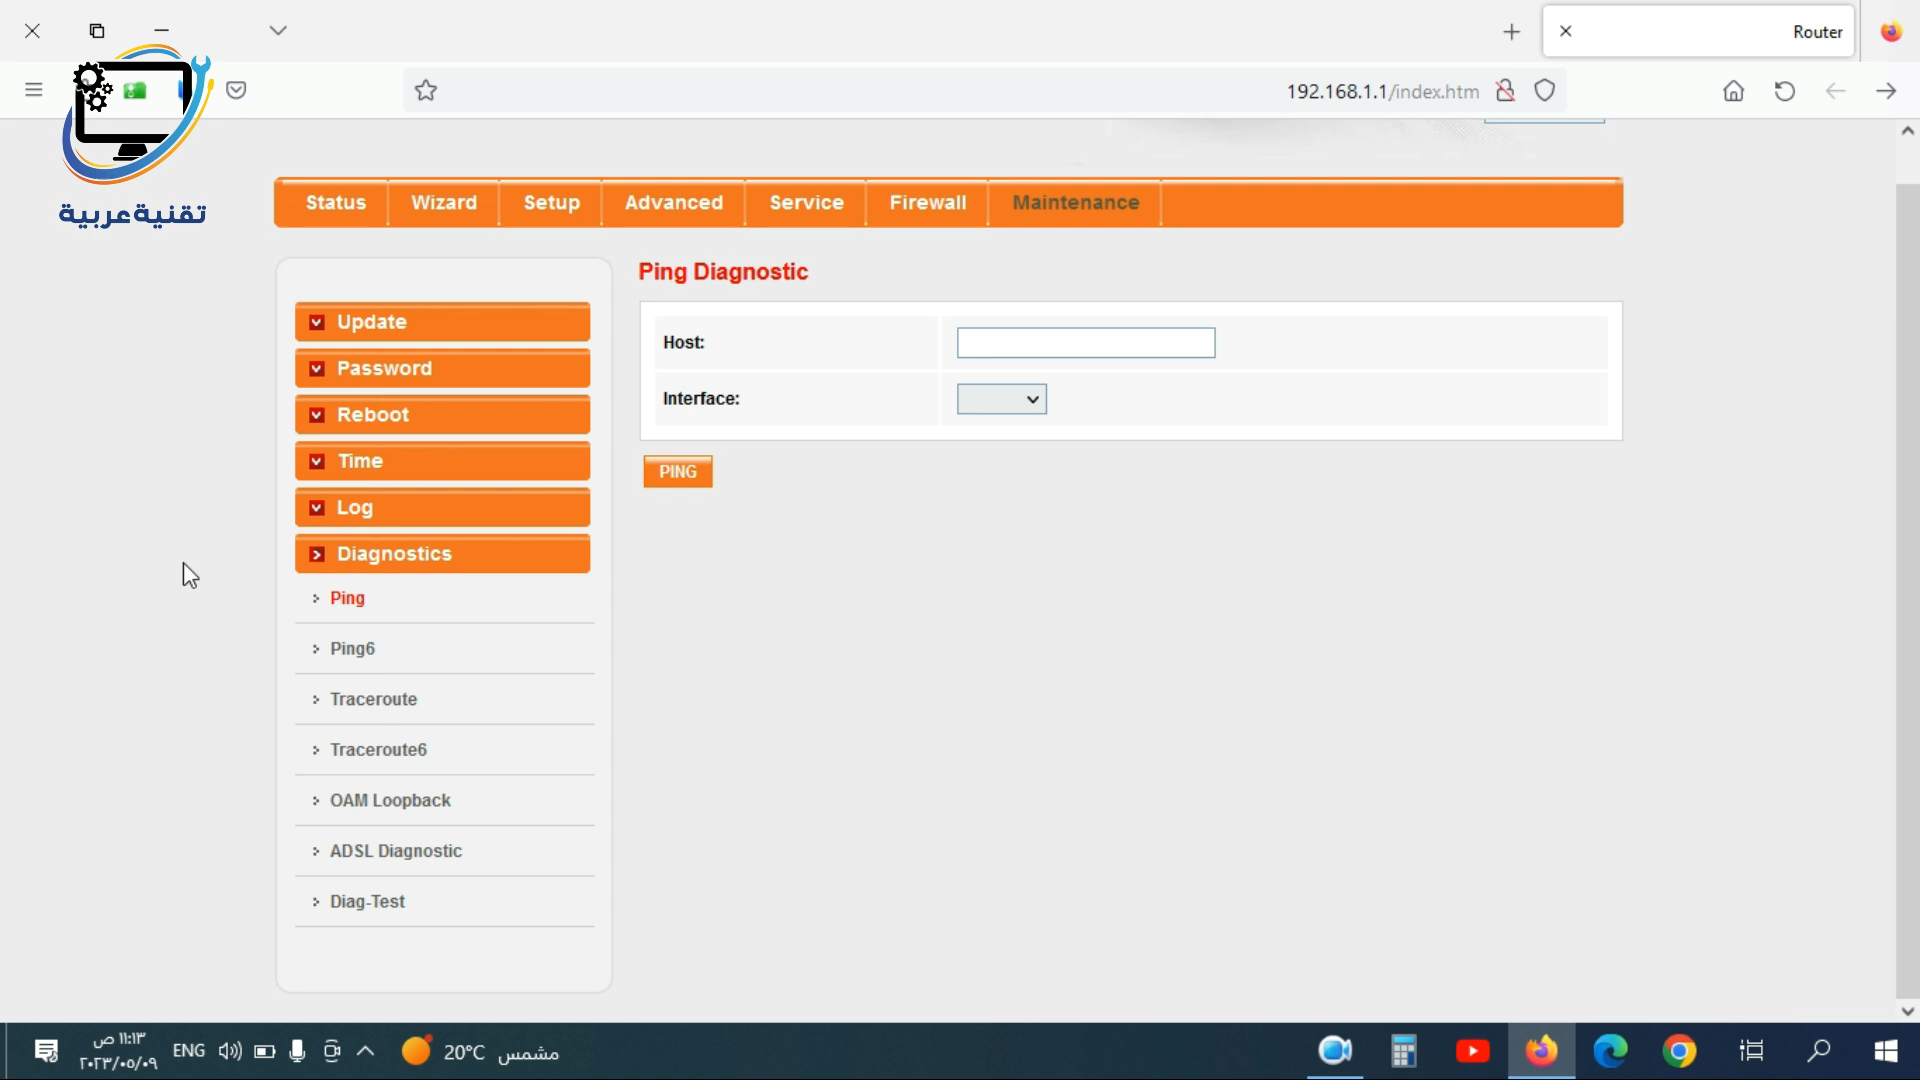 Router
192.168.1.1/index.htm
تقنية عربية
Status
Wizard
Setup
Advanced
Service
Firewall
Maintenance
Update
Password
Reboot
Time
Log
Diagnostics
Ping
Ping6
Traceroute
Traceroute6
OAM Loopback
ADSL Diagnostic
Diag-Test
Ping Diagnostic
Host:
Interface:
PING
١١:١٣ ص
٢٠٢٣/٠٥/٠٩
ENG
20°C مشمس